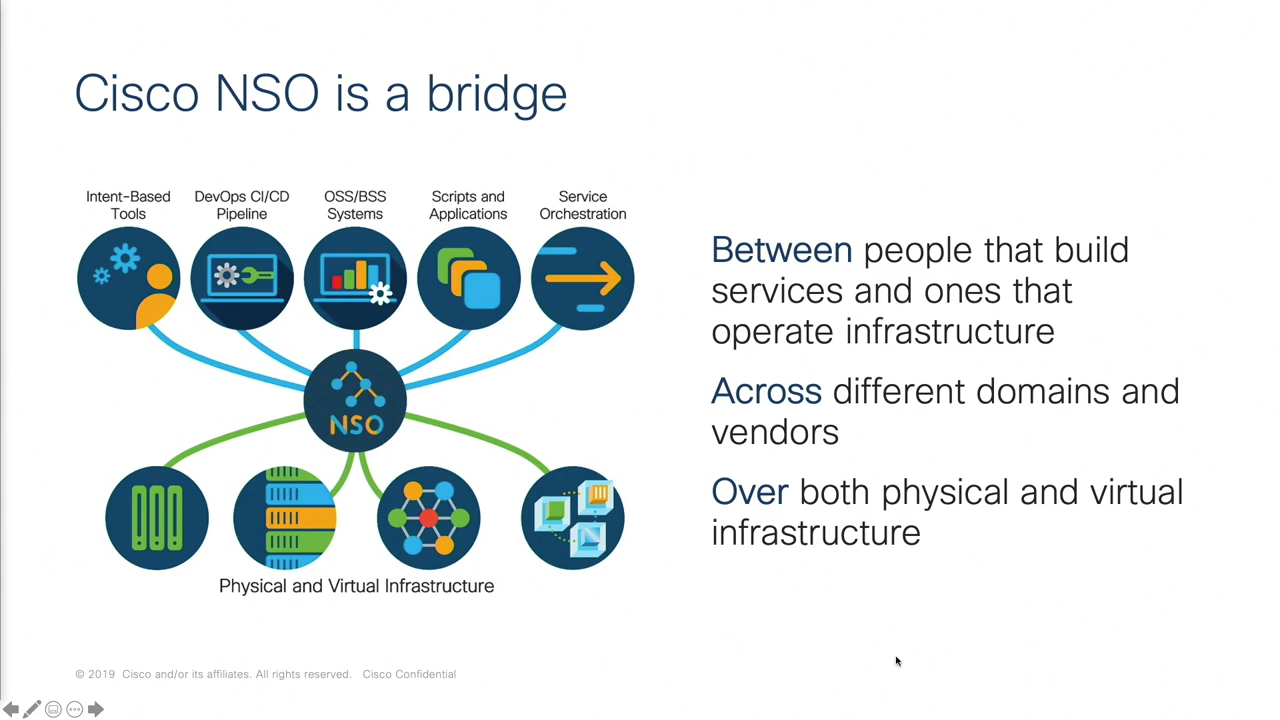 Cisco NSO is a bridge
Intent-Based
Tools
DevOps CI/CD
Pipeline
OSS/BSS
Systems
Scripts and
Applications
Service
Orchestration
NSO
Physical and Virtual Infrastructure
Between people that build
services and ones that
operate infrastructure
Across different domains and
vendors
Over both physical and virtual
infrastructure
© 2019 Cisco and/or its affiliates. All rights reserved. Cisco Confidential